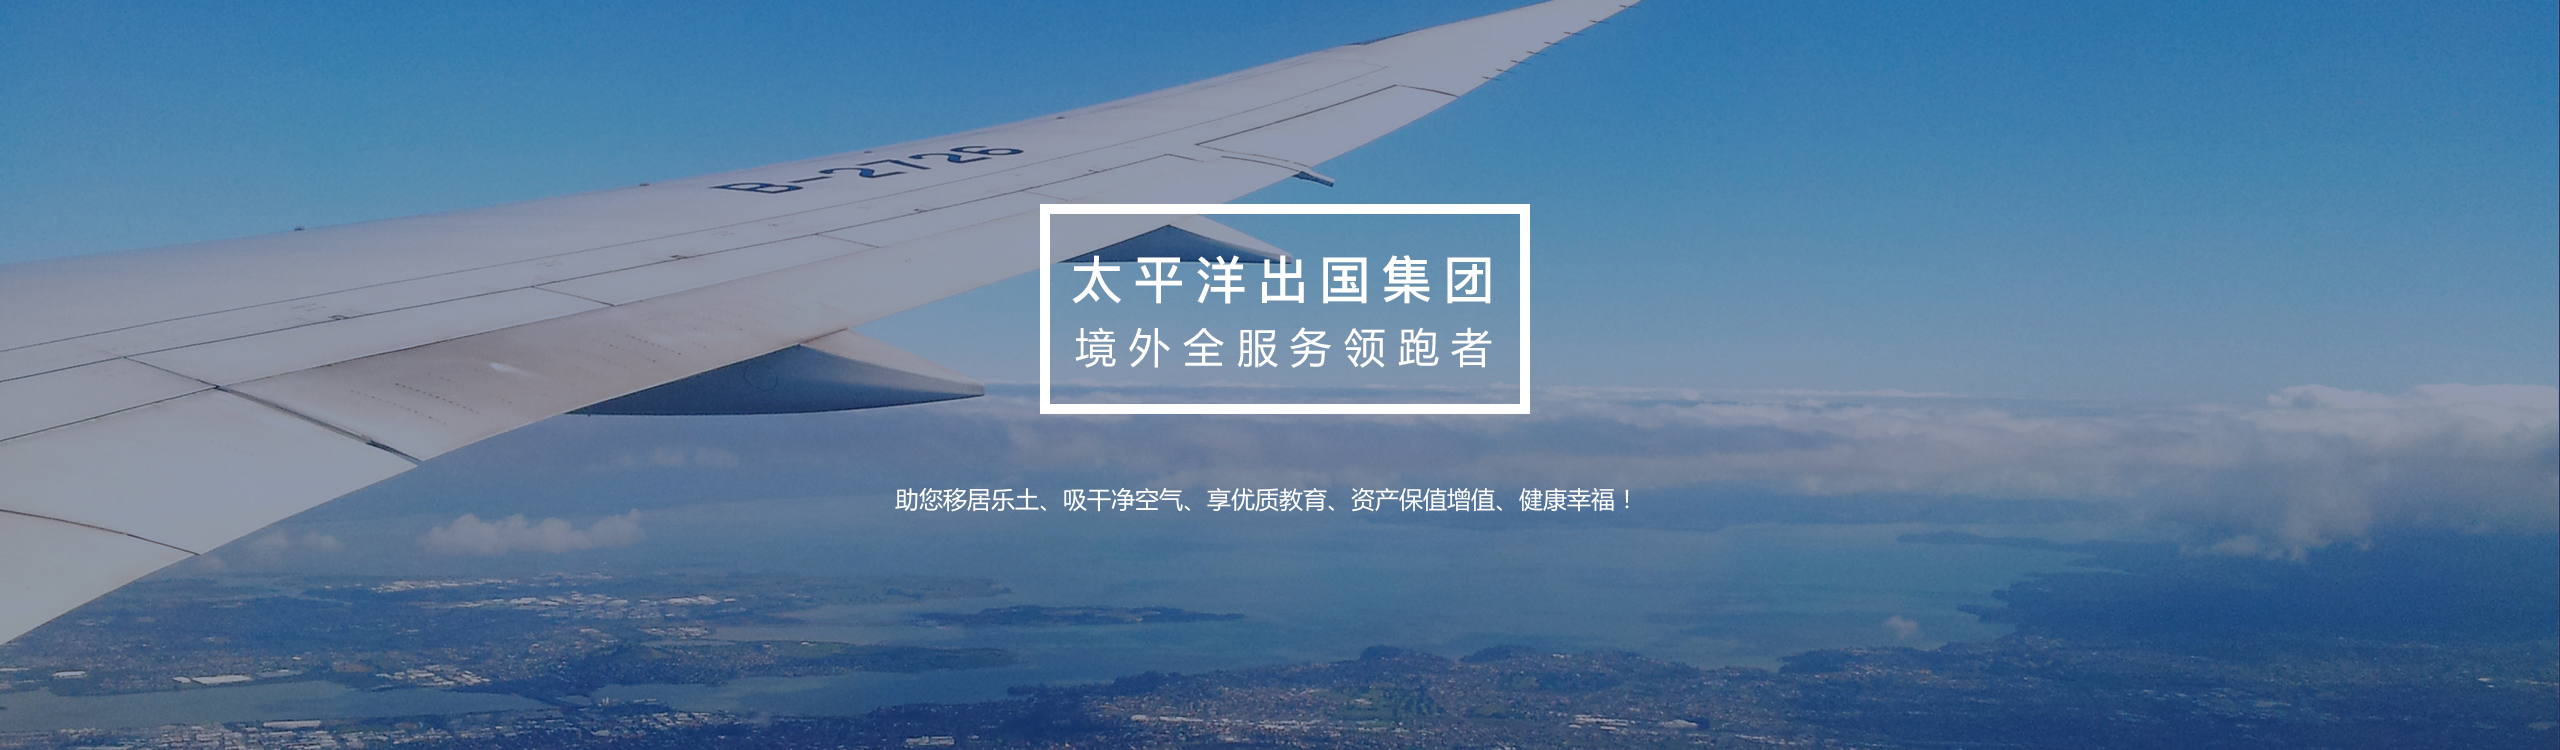 B-2726
太平洋出国集团
境外全服务领跑者
助您移居乐土、吸干净空气、享优质教育、资产保值增值、健康幸福！